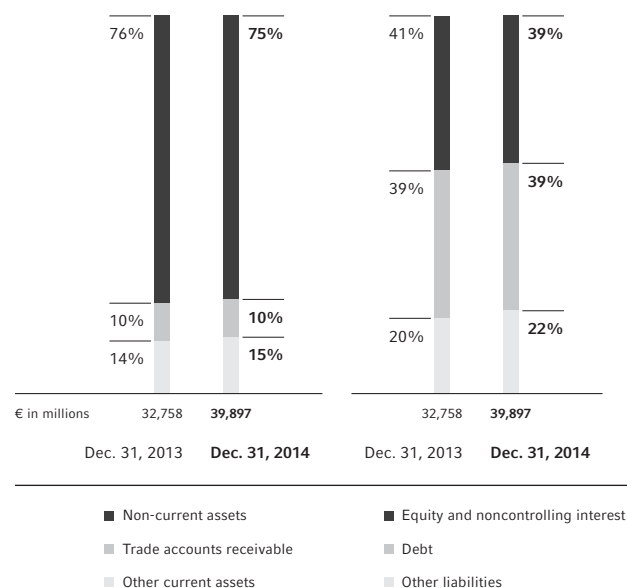 76% 75% 41% 39%
39% 39%
10% 10%
20% 22%
14% 15%
€ in millions 32,758 39,897 32,758 39,897
Dec. 31, 2013 Dec. 31, 2014 Dec. 31, 2013 Dec. 31, 2014
Non-current assets Equity and noncontrolling interest
Trade accounts receivable Debt
Other current assets Other liabilities